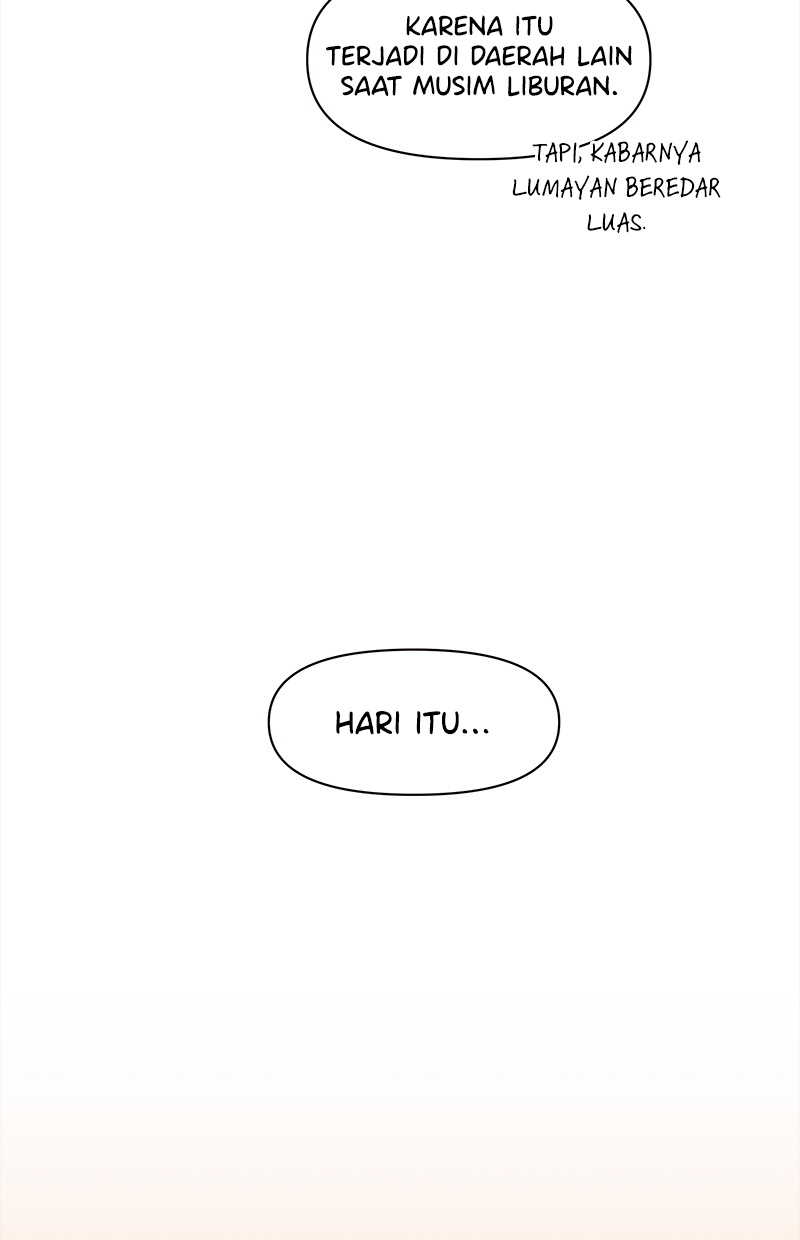 KARENA ITU
TERJADI DI DAERAH LAIN
SAAT MUSIM LIBURAN.
TAPI, KABARNYA
LUMAYAN BEREDAR
LUAS.
HARI ITU...